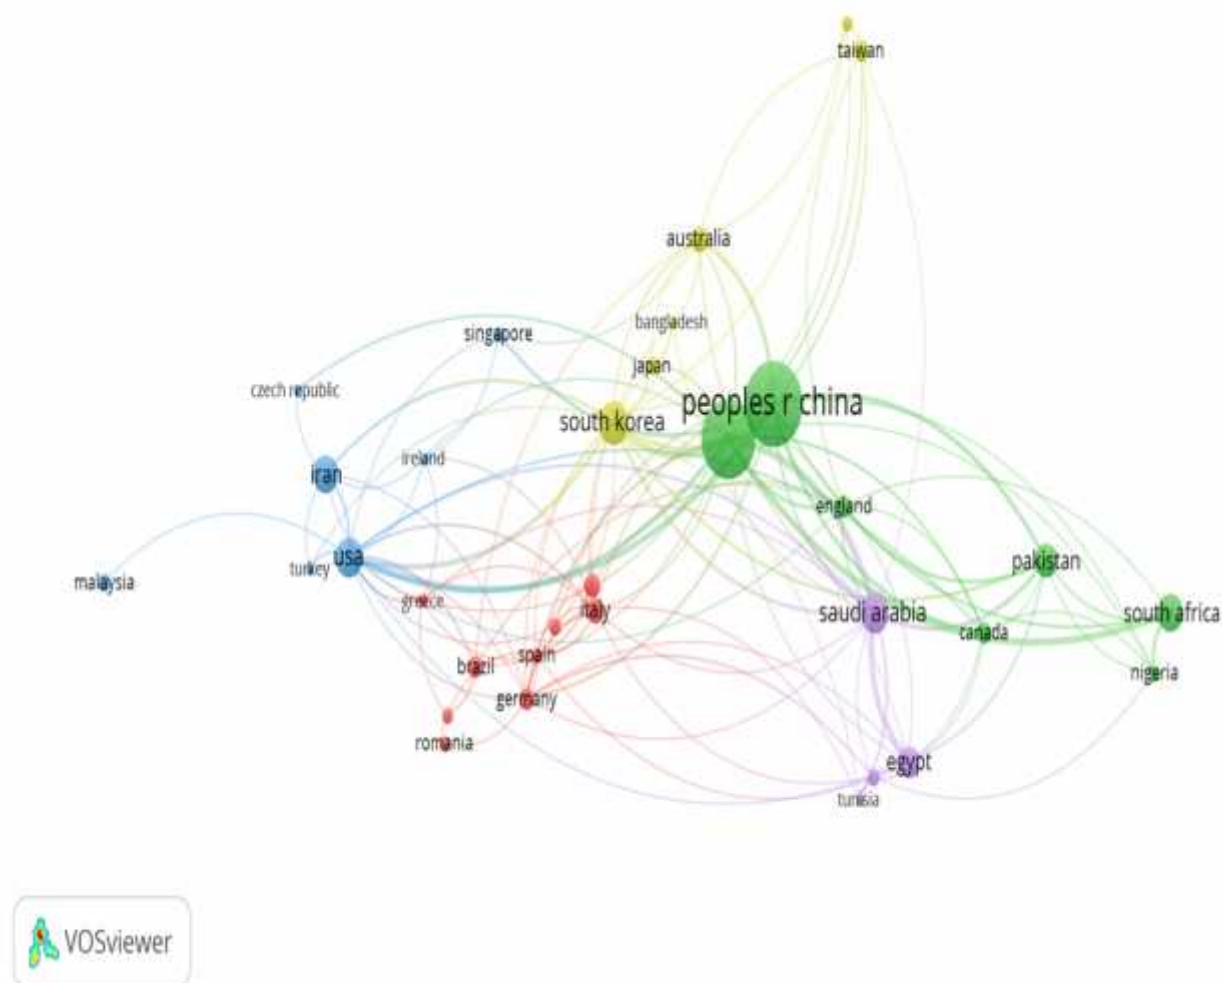 taiwan
australia
bangladesh
singapore
japan
czech republic
peoples r china
south korea
ireland
iran
england
usa
pakistan
turkey
malaysia
greece
italy
saudi arabia
south africa
canada
spain
brazil
nigeria
germany
romania
egypt
tunisia
VOSviewer